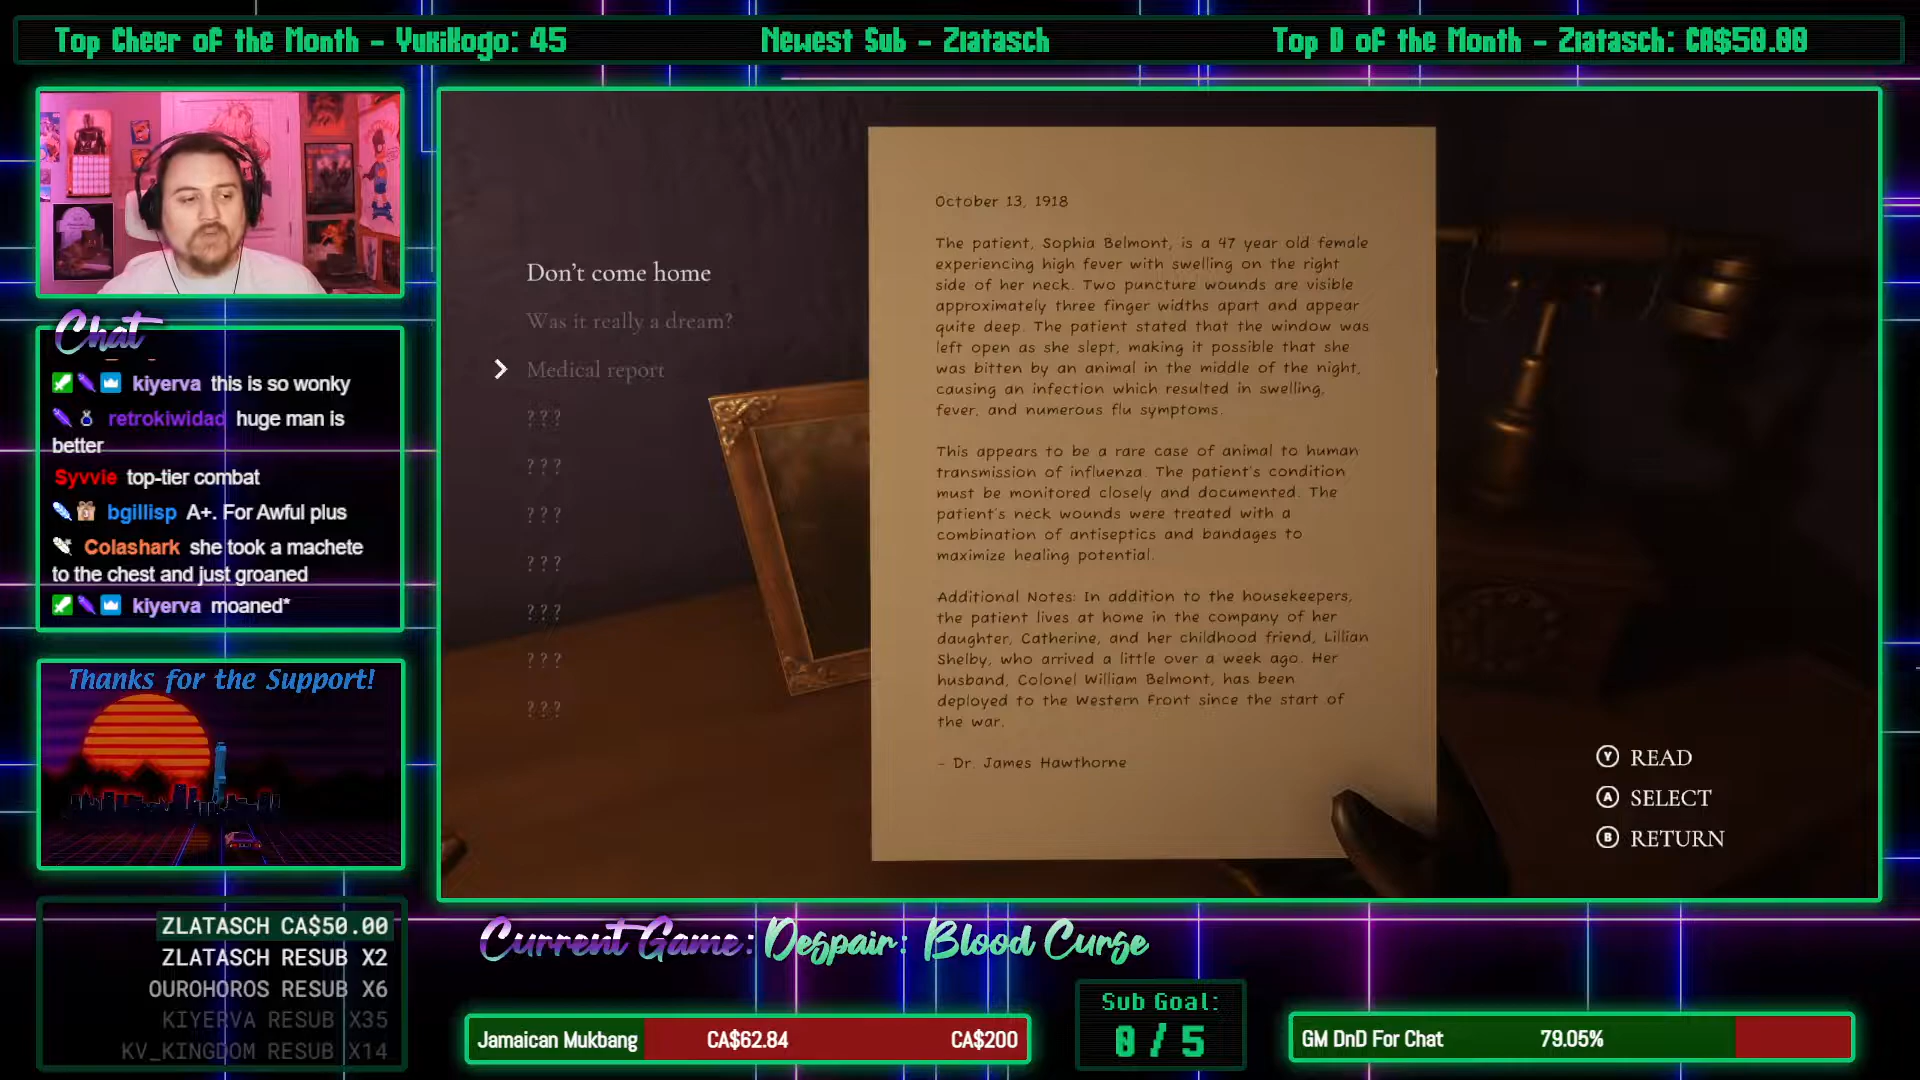 Top Cheer of the Month - YukiKogo: 45
Newest Sub - Zlatasch
Top D of the Month - Zlatasch: CA$50.00
Chat
kiyerva this is so wonky
retrokiwidad huge man is
better
Syvvie top-tier combat
bgillisp A+. For Awful plus
Colashark she took a machete
to the chest and just groaned
kiyerva moaned*
Thanks for the Support!
ZLATASCH CA$50.00
ZLATASCH RESUB X2
OUROHOROS RESUB X6
KIYERVA RESUB X35
KV_KINGDOM RESUB X14
Don't come home
Was it really a dream?
Medical report
???
???
???
???
???
???
???
October 13, 1918
The patient, Sophia Belmont, is a 47 year old female
experiencing high fever with swelling on the right
side of her neck. Two puncture wounds are visible
approximately three finger widths apart and appear
quite deep. The patient stated that the window was
left open as she slept, making it possible that she
was bitten by an animal in the middle of the night,
causing an infection which resulted in swelling,
fever, and numerous flu symptoms.
This appears to be a rare case of animal to human
transmission of influenza. The patient's condition
must be monitored closely and documented. The
patient's neck wounds were treated with a
combination of antiseptics and bandages to
maximize healing potential.
Additional Notes: In addition to the housekeepers,
the patient lives at home in the company of her
daughter, Catherine, and her childhood friend, Lillian
Shelby, who arrived a little over a week ago. Her
husband, Colonel William Belmont, has been
deployed to the Western Front since the start of
the war.
- Dr. James Hawthorne
Y READ
A SELECT
B RETURN
Current Game: Despair: Blood Curse
Jamaican Mukbang CA$62.84 CA$200
Sub Goal:
0 / 5
GM DnD For Chat 79.05%